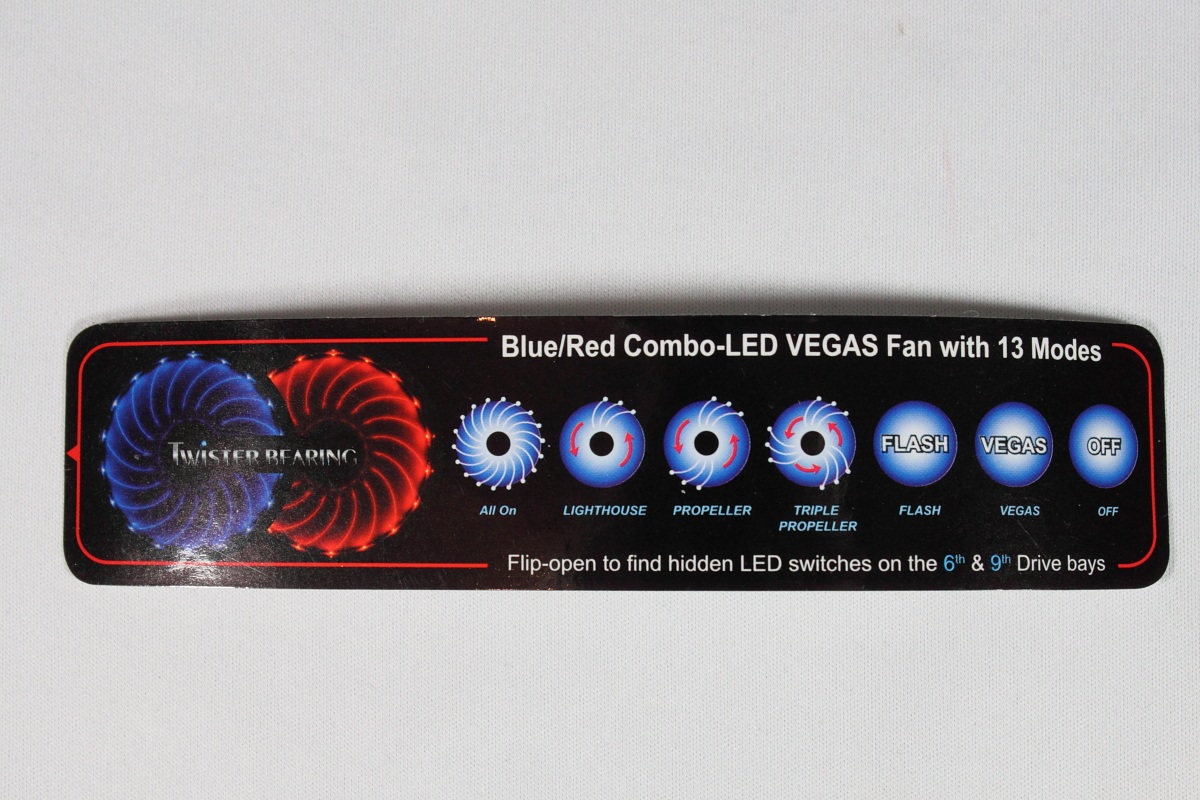 Blue/Red Combo-LED VEGAS Fan with 13 Modes
TWISTER BEARING
FLASH
VEGAS
OFF
All On
LIGHTHOUSE
PROPELLER
TRIPLE
PROPELLER
FLASH
VEGAS
OFF
Flip-open to find hidden LED switches on the 6th & 9th Drive bays